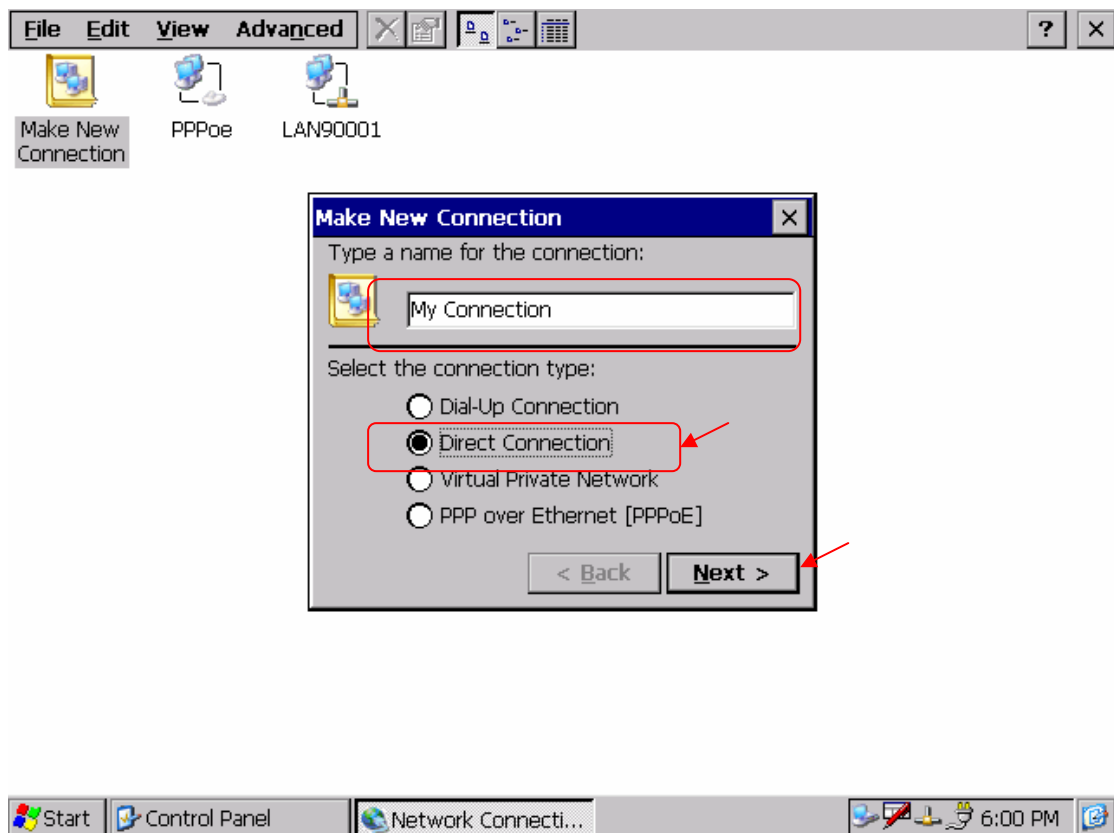 File Edit View Advanced ? ×
Make New Connection
PPPoe
LAN90001
Make New Connection
Type a name for the connection:
My Connection
Select the connection type:
Dial-Up Connection
Direct Connection
Virtual Private Network
PPP over Ethernet [PPPoE]
< Back Next >
Start Control Panel Network Connecti... 6:00 PM